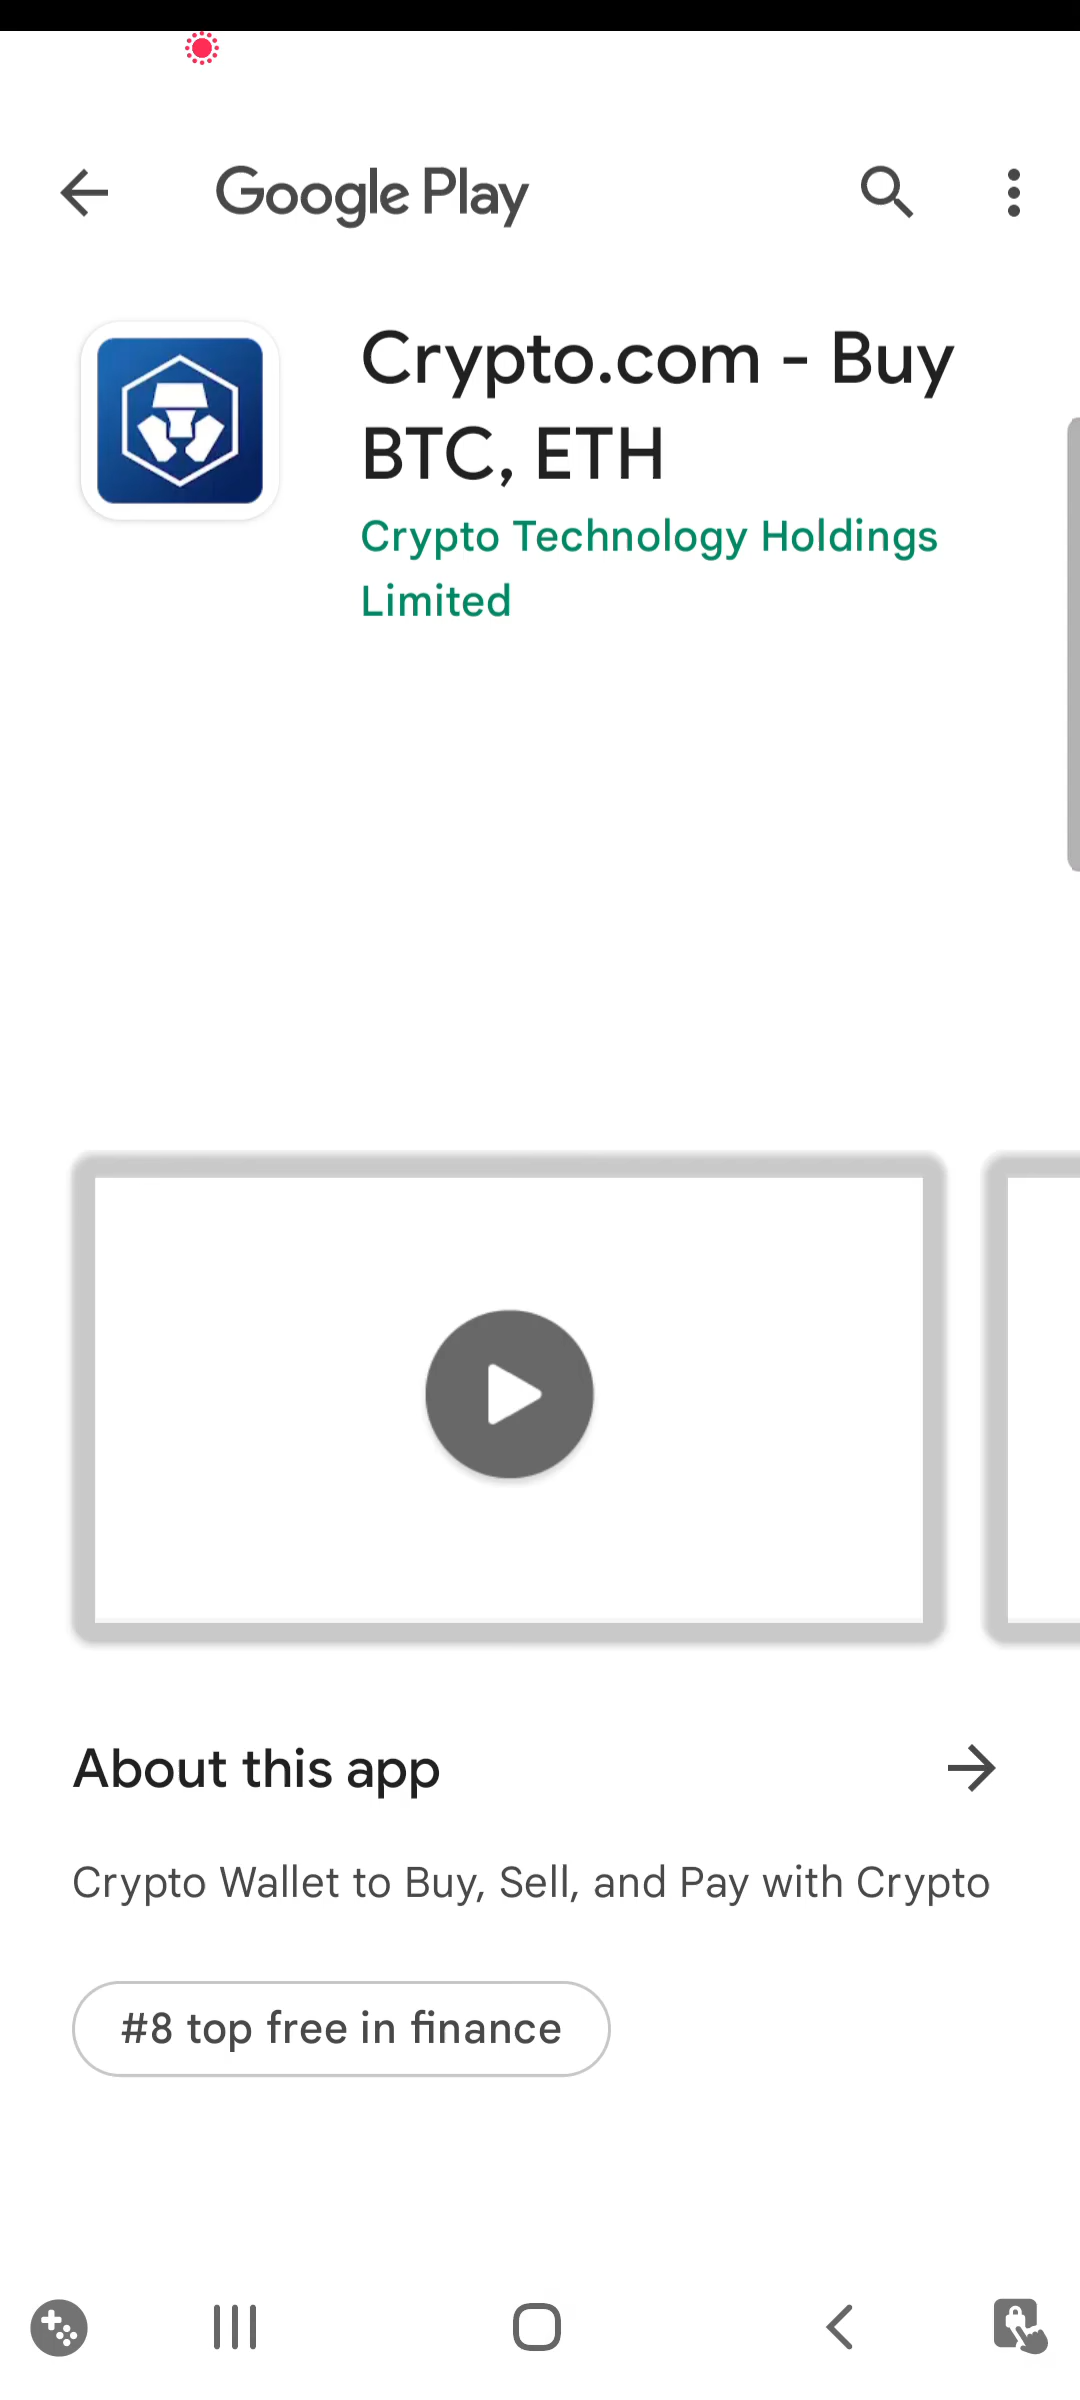 Google Play
Crypto.com - Buy
BTC, ETH
Crypto Technology Holdings
Limited
About this app
Crypto Wallet to Buy, Sell, and Pay with Crypto
#8 top free in finance